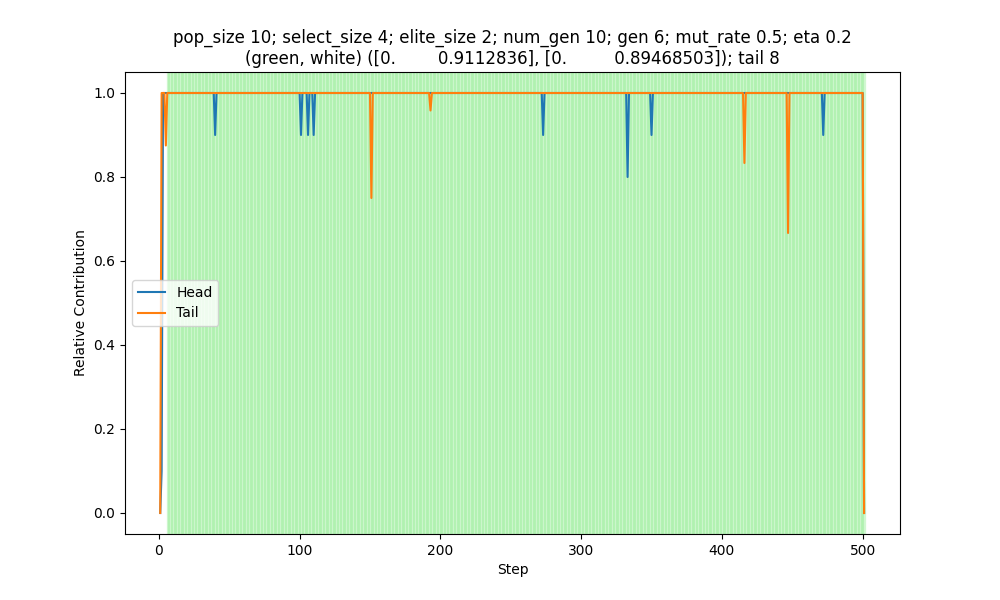 pop_size 10; select_size 4; elite_size 2; num_gen 10; gen 6; mut_rate 0.5; eta 0.2
(green, white) ([0.        0.9112836], [0.         0.89468503]); tail 8
1.0
0.8
0.6
0.4
0.2
0.0
Relative Contribution
Head
Tail
0
100
200
300
400
500
Step